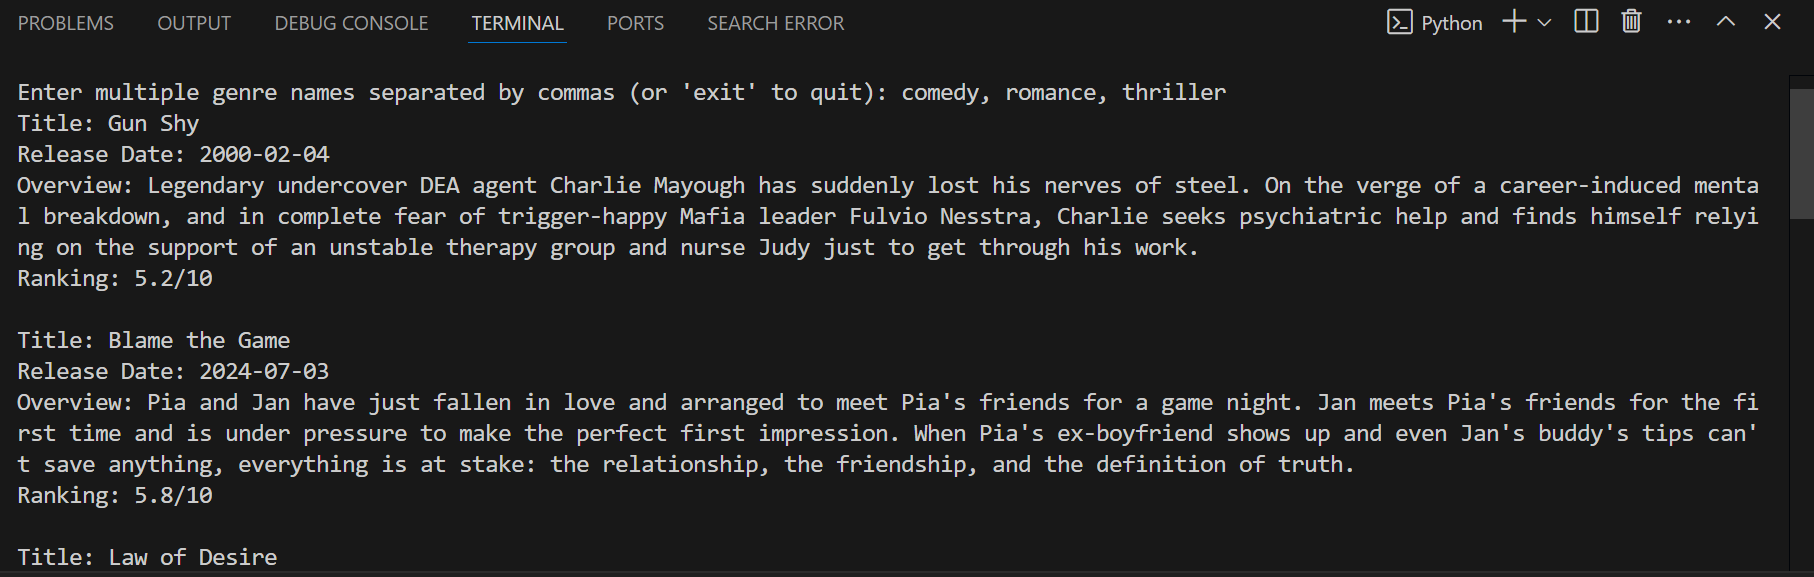 PROBLEMS OUTPUT DEBUG CONSOLE TERMINAL PORTS SEARCH ERROR Python
Enter multiple genre names separated by commas (or 'exit' to quit): comedy, romance, thriller
Title: Gun Shy
Release Date: 2000-02-04
Overview: Legendary undercover DEA agent Charlie Mayough has suddenly lost his nerves of steel. On the verge of a career-induced menta
l breakdown, and in complete fear of trigger-happy Mafia leader Fulvio Nesstra, Charlie seeks psychiatric help and finds himself relyi
ng on the support of an unstable therapy group and nurse Judy just to get through his work.
Ranking: 5.2/10
Title: Blame the Game
Release Date: 2024-07-03
Overview: Pia and Jan have just fallen in love and arranged to meet Pia's friends for a game night. Jan meets Pia's friends for the fi
rst time and is under pressure to make the perfect first impression. When Pia's ex-boyfriend shows up and even Jan's buddy's tips can'
t save anything, everything is at stake: the relationship, the friendship, and the definition of truth.
Ranking: 5.8/10
Title: Law of Desire